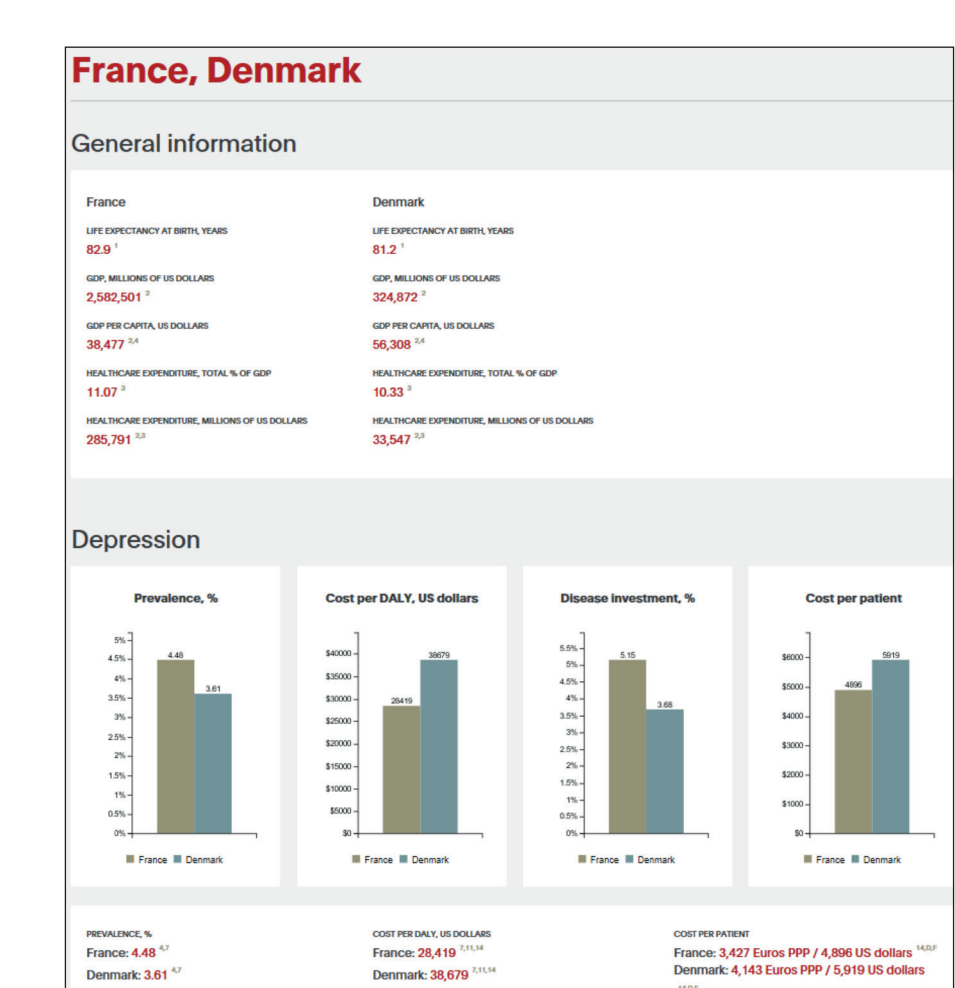 France, Denmark
General information
France
LIFE EXPECTANCY AT BIRTH, YEARS
82.9 1
GDP, MILLIONS OF US DOLLARS
2,582,501 2
GDP PER CAPITA, US DOLLARS
38,477 2,4
HEALTHCARE EXPENDITURE, TOTAL % OF GDP
11.07 3
HEALTHCARE EXPENDITURE, MILLIONS OF US DOLLARS
285,791 2,3
Denmark
LIFE EXPECTANCY AT BIRTH, YEARS
81.2 1
GDP, MILLIONS OF US DOLLARS
324,872 2
GDP PER CAPITA, US DOLLARS
56,308 2,4
HEALTHCARE EXPENDITURE, TOTAL % OF GDP
10.33 3
HEALTHCARE EXPENDITURE, MILLIONS OF US DOLLARS
33,547 2,3
Depression
Prevalence, %
5%
4.5%
4%
3.5%
3%
2.5%
2%
1.5%
1%
0.5%
0%
4.48
3.61
France Denmark
Cost per DALY, US dollars
$40000
$35000
$30000
$25000
$20000
$15000
$10000
$5000
$0
28419
38679
France Denmark
Disease investment, %
5.5%
5%
4.5%
4%
3.5%
3%
2.5%
2%
1.5%
1%
0.5%
0%
5.15
3.68
France Denmark
Cost per patient
$6000
$5000
$4000
$3000
$2000
$1000
$0
4896
5919
France Denmark
PREVALENCE, %
France: 4.48 4,7
Denmark: 3.61 4,7
COST PER DALY, US DOLLARS
France: 28,419 7,11,14
Denmark: 38,679 7,11,14
COST PER PATIENT
France: 3,427 Euros PPP / 4,896 US dollars 14,D,F
Denmark: 4,143 Euros PPP / 5,919 US dollars
14,D,F